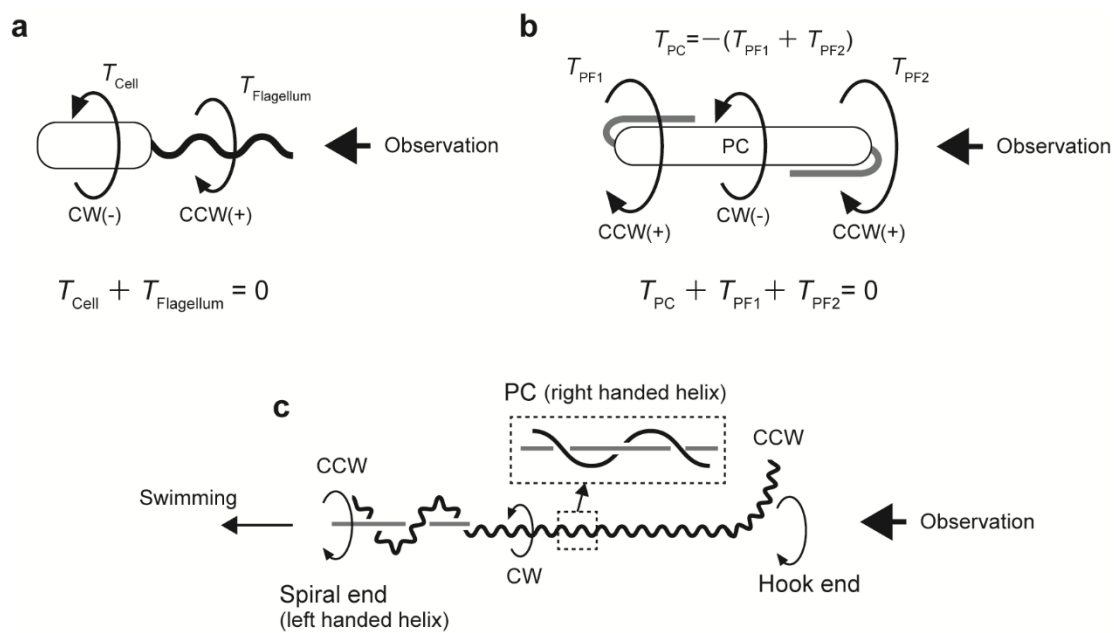 a
T_Cell
T_Flagellum
Observation
CW(-)
CCW(+)
T_Cell + T_Flagellum = 0
b
T_PC=−(T_PF1 + T_PF2)
T_PF1
T_PF2
PC
Observation
CCW(+)
CW(-)
CCW(+)
T_PC + T_PF1 + T_PF2= 0
c
PC (right handed helix)
CCW
CCW
Swimming
Observation
CW
Hook end
Spiral end
(left handed helix)